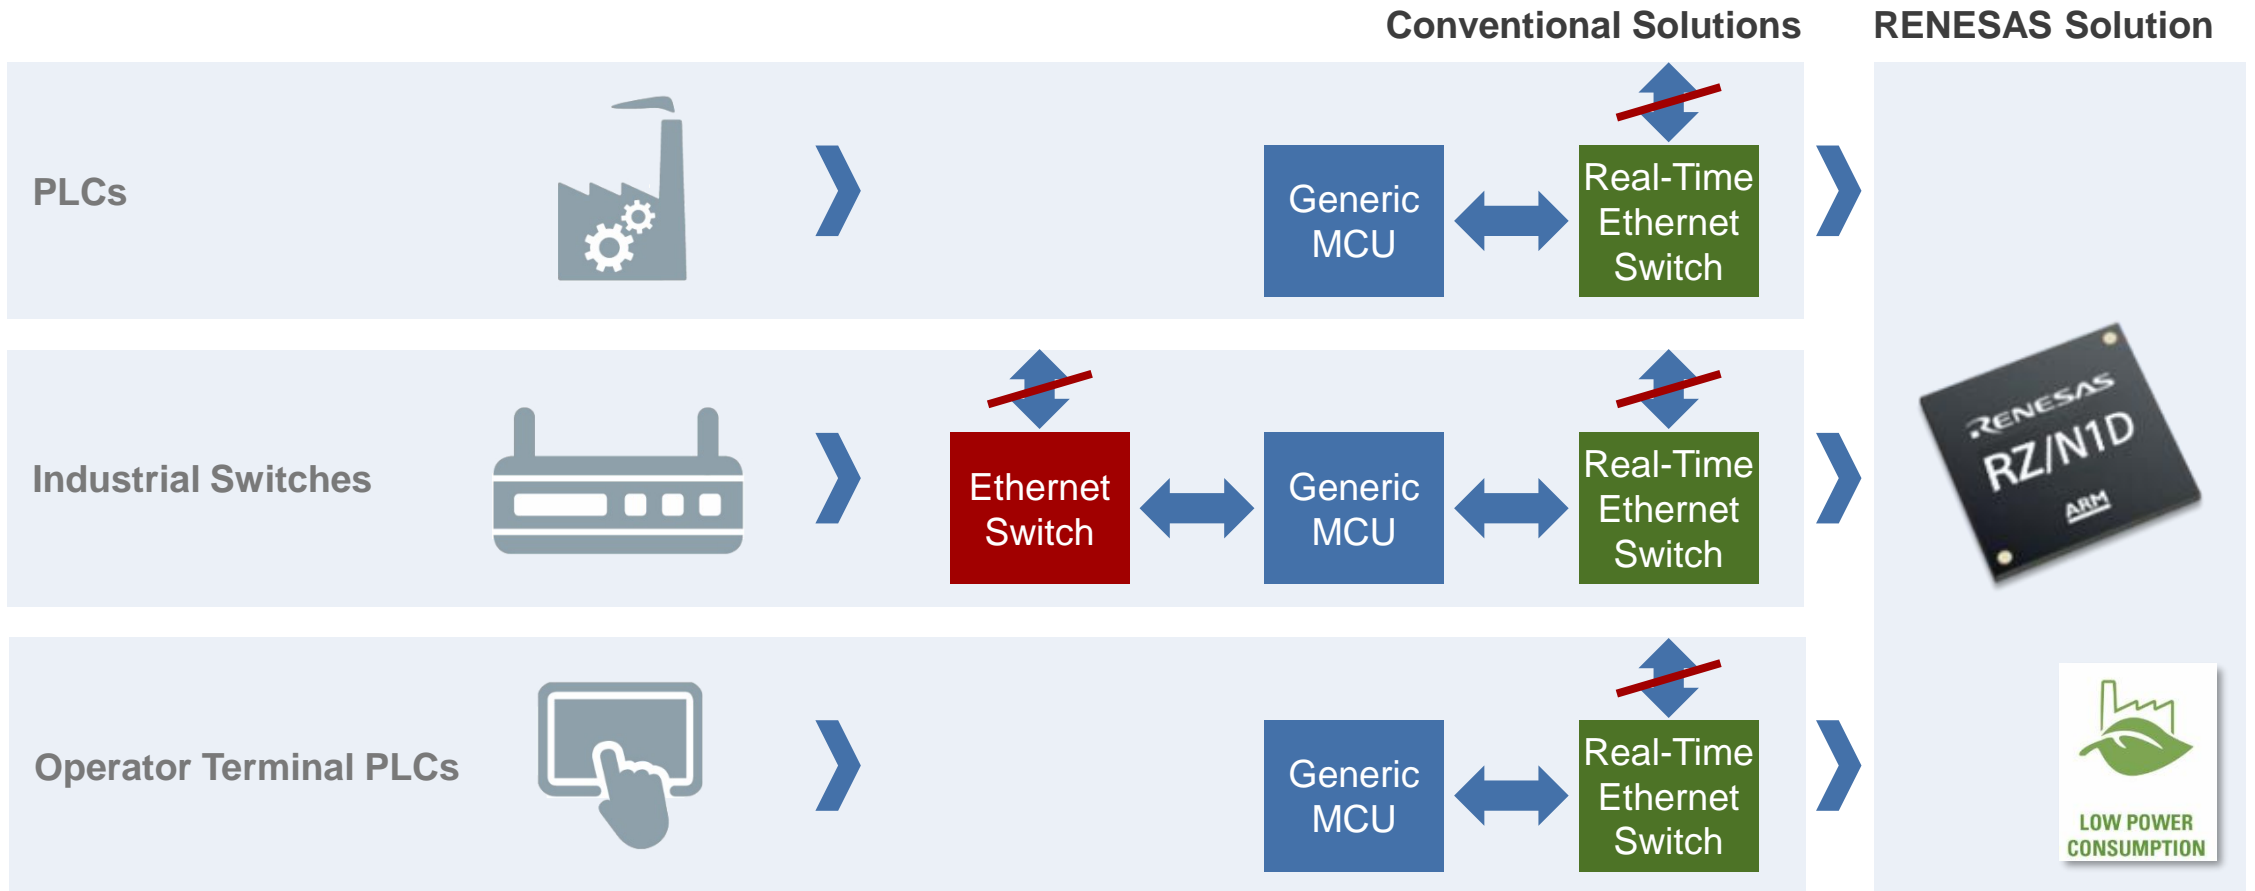 Conventional Solutions
RENESAS Solution
PLCs
Generic
MCU
Real-Time
Ethernet
Switch
Industrial Switches
Ethernet
Switch
Generic
MCU
Real-Time
Ethernet
Switch
RENESAS
RZ/N1D
ARM
Operator Terminal PLCs
Generic
MCU
Real-Time
Ethernet
Switch
LOW POWER
CONSUMPTION